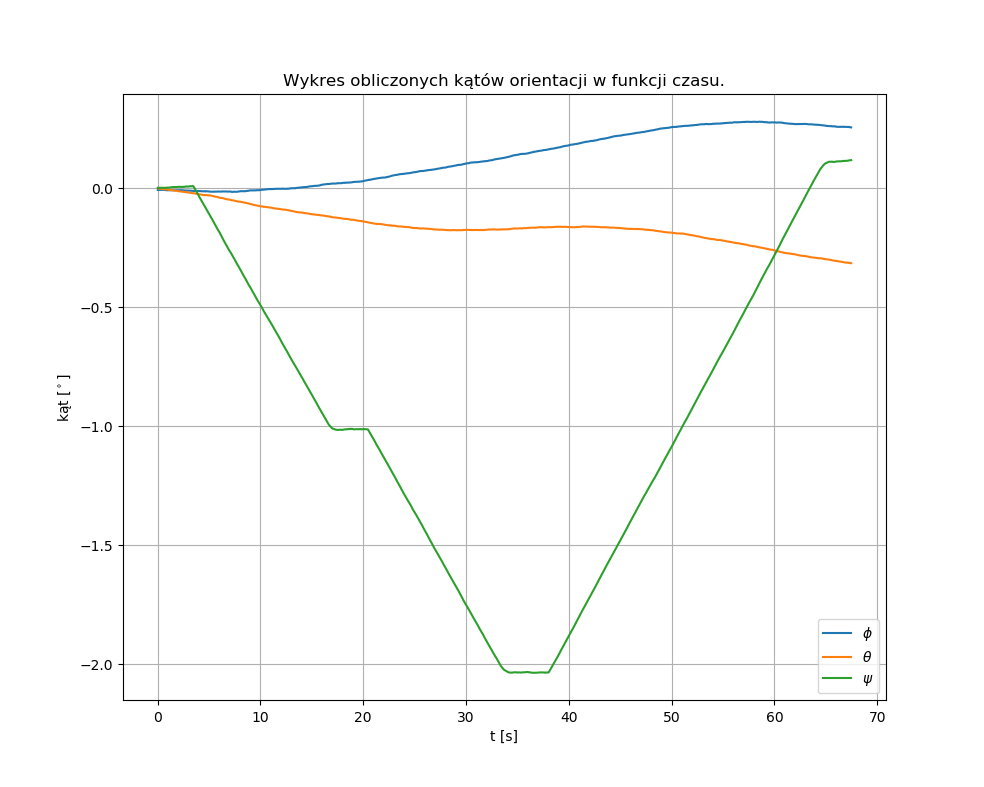 Wykres obliczonych kątów orientacji w funkcji czasu.
kąt [°]
0.0
−0.5
−1.0
−1.5
−2.0
0 10 20 30 40 50 60 70
t [s]
ϕ
θ
ψ